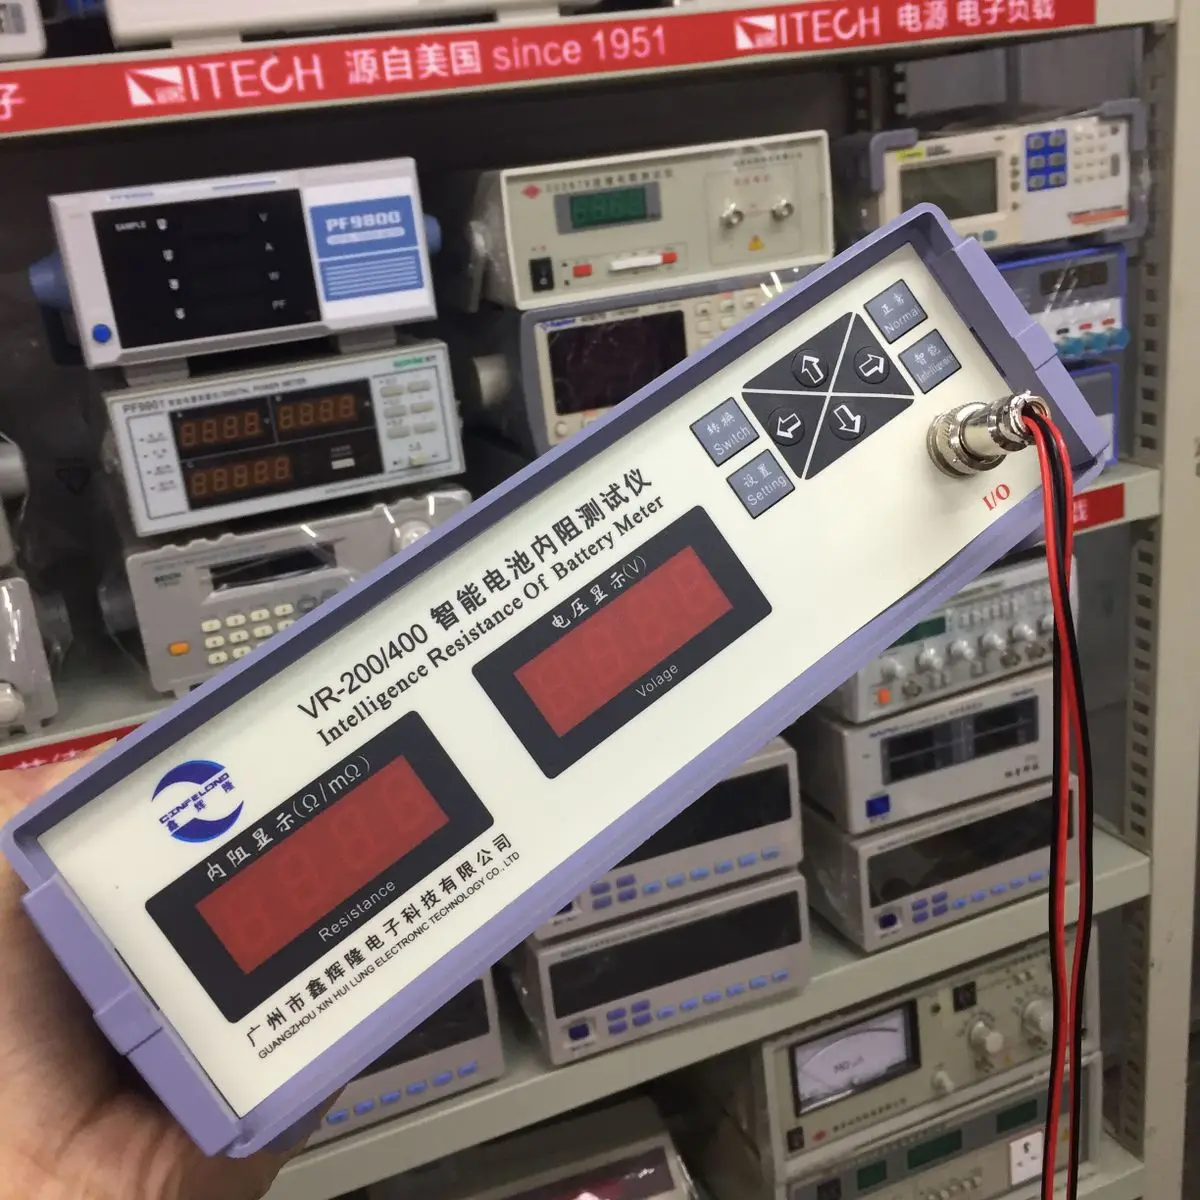 ITECH 源自美国 since 1951
ITECH 电源 电子负载
子
SAMPLE
V
A
W
PF
PF9800
PF9901
VR-200/400 智能电池内阻测试仪
Intelligence Resistance Of Battery Meter
正常
Normal
智能
Intelligence
转换
Switch
设置
Setting
I/O
电压显示(V)
Volage
CINFELONG
鑫辉隆
内阻显示(Ω/mΩ)
Resistance
广州市鑫辉隆电子科技有限公司
GUANGZHOU XIN HUI LUNG ELECTRONIC TECHNOLOGY CO., LTD
载